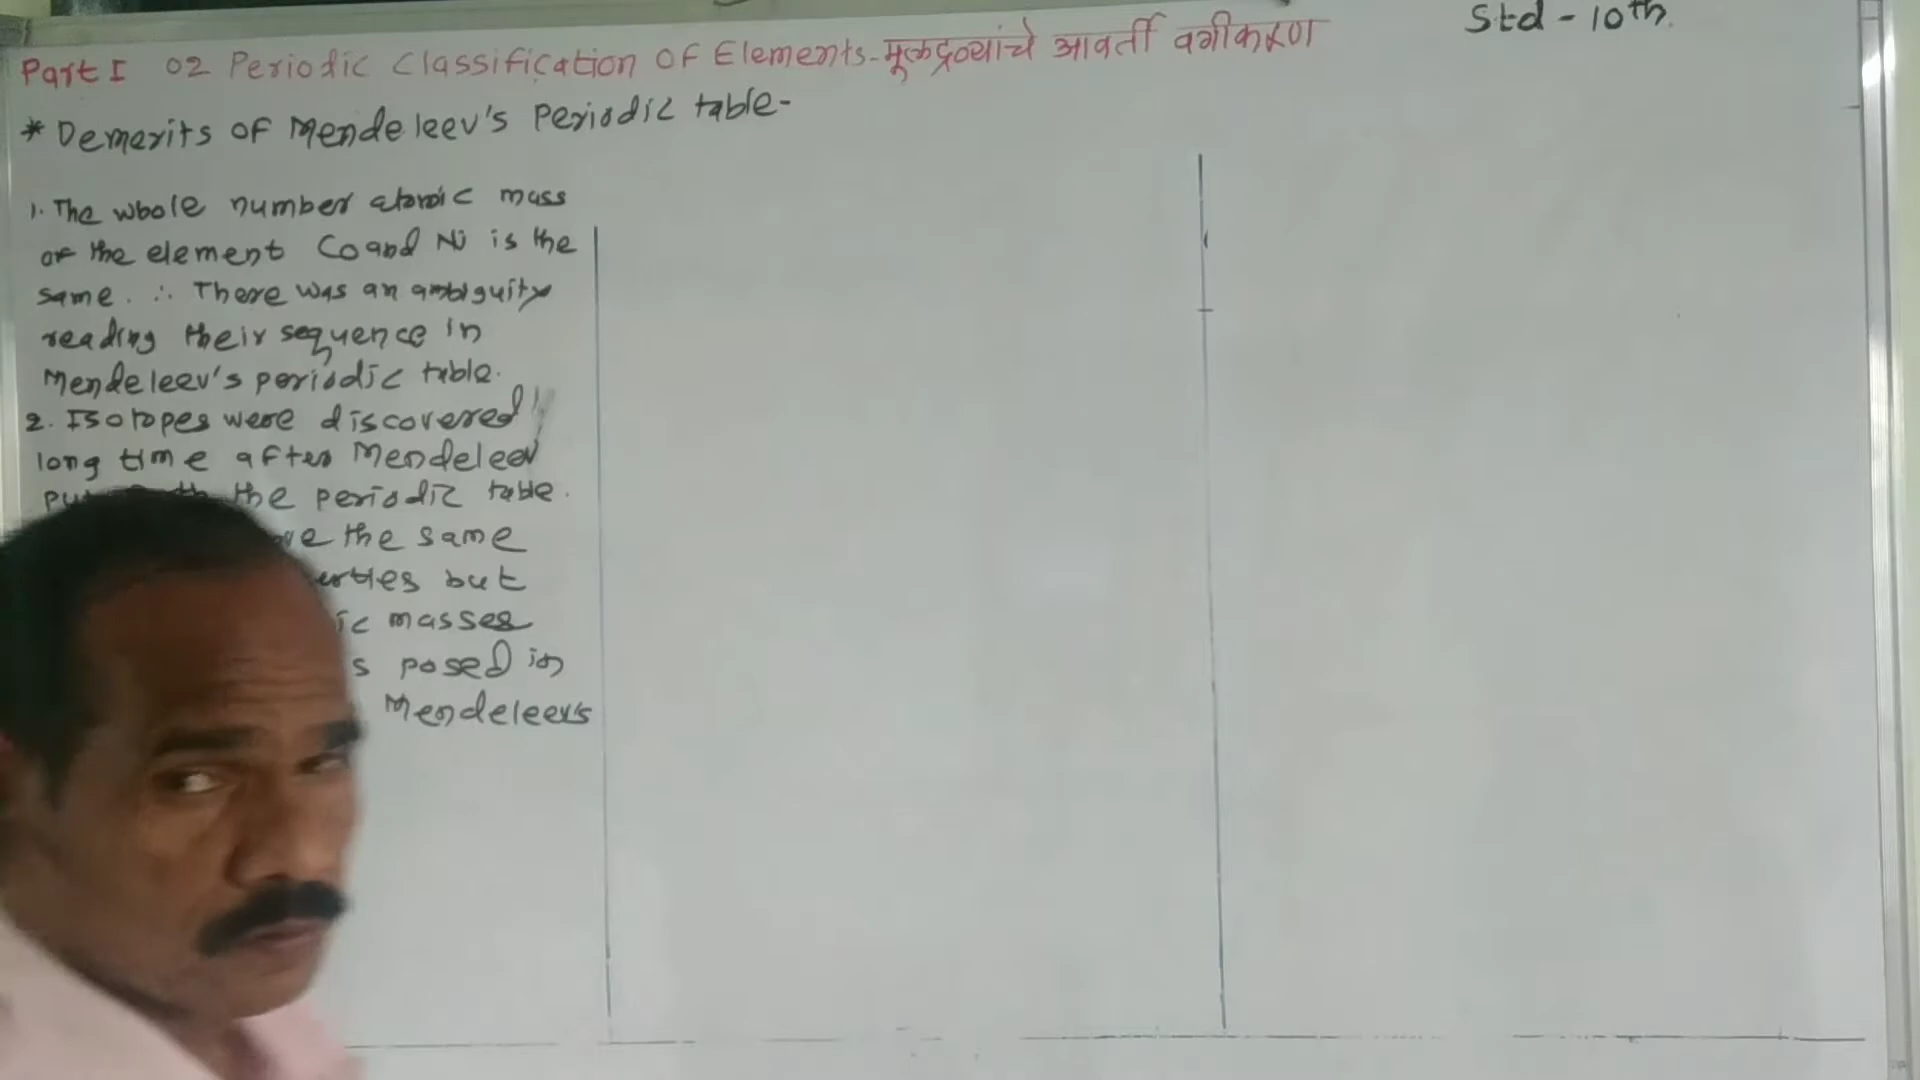 Part I 02 Periodic Classification OF Elements-मूलद्रव्यांचे आवर्ती वर्गीकरण
Std - 10th.
* Demerits OF Mendeleev's Periodic table-
1. The whole number atomic mass
of the element Co and Ni is the
same. ∴ There was an ambiguity
reading their sequence in
Mendeleev's periodic table.
2. Isotopes were discovered
long time after Mendeleev
the periodic table.
the same
but
masses
posed in
Mendeleev's